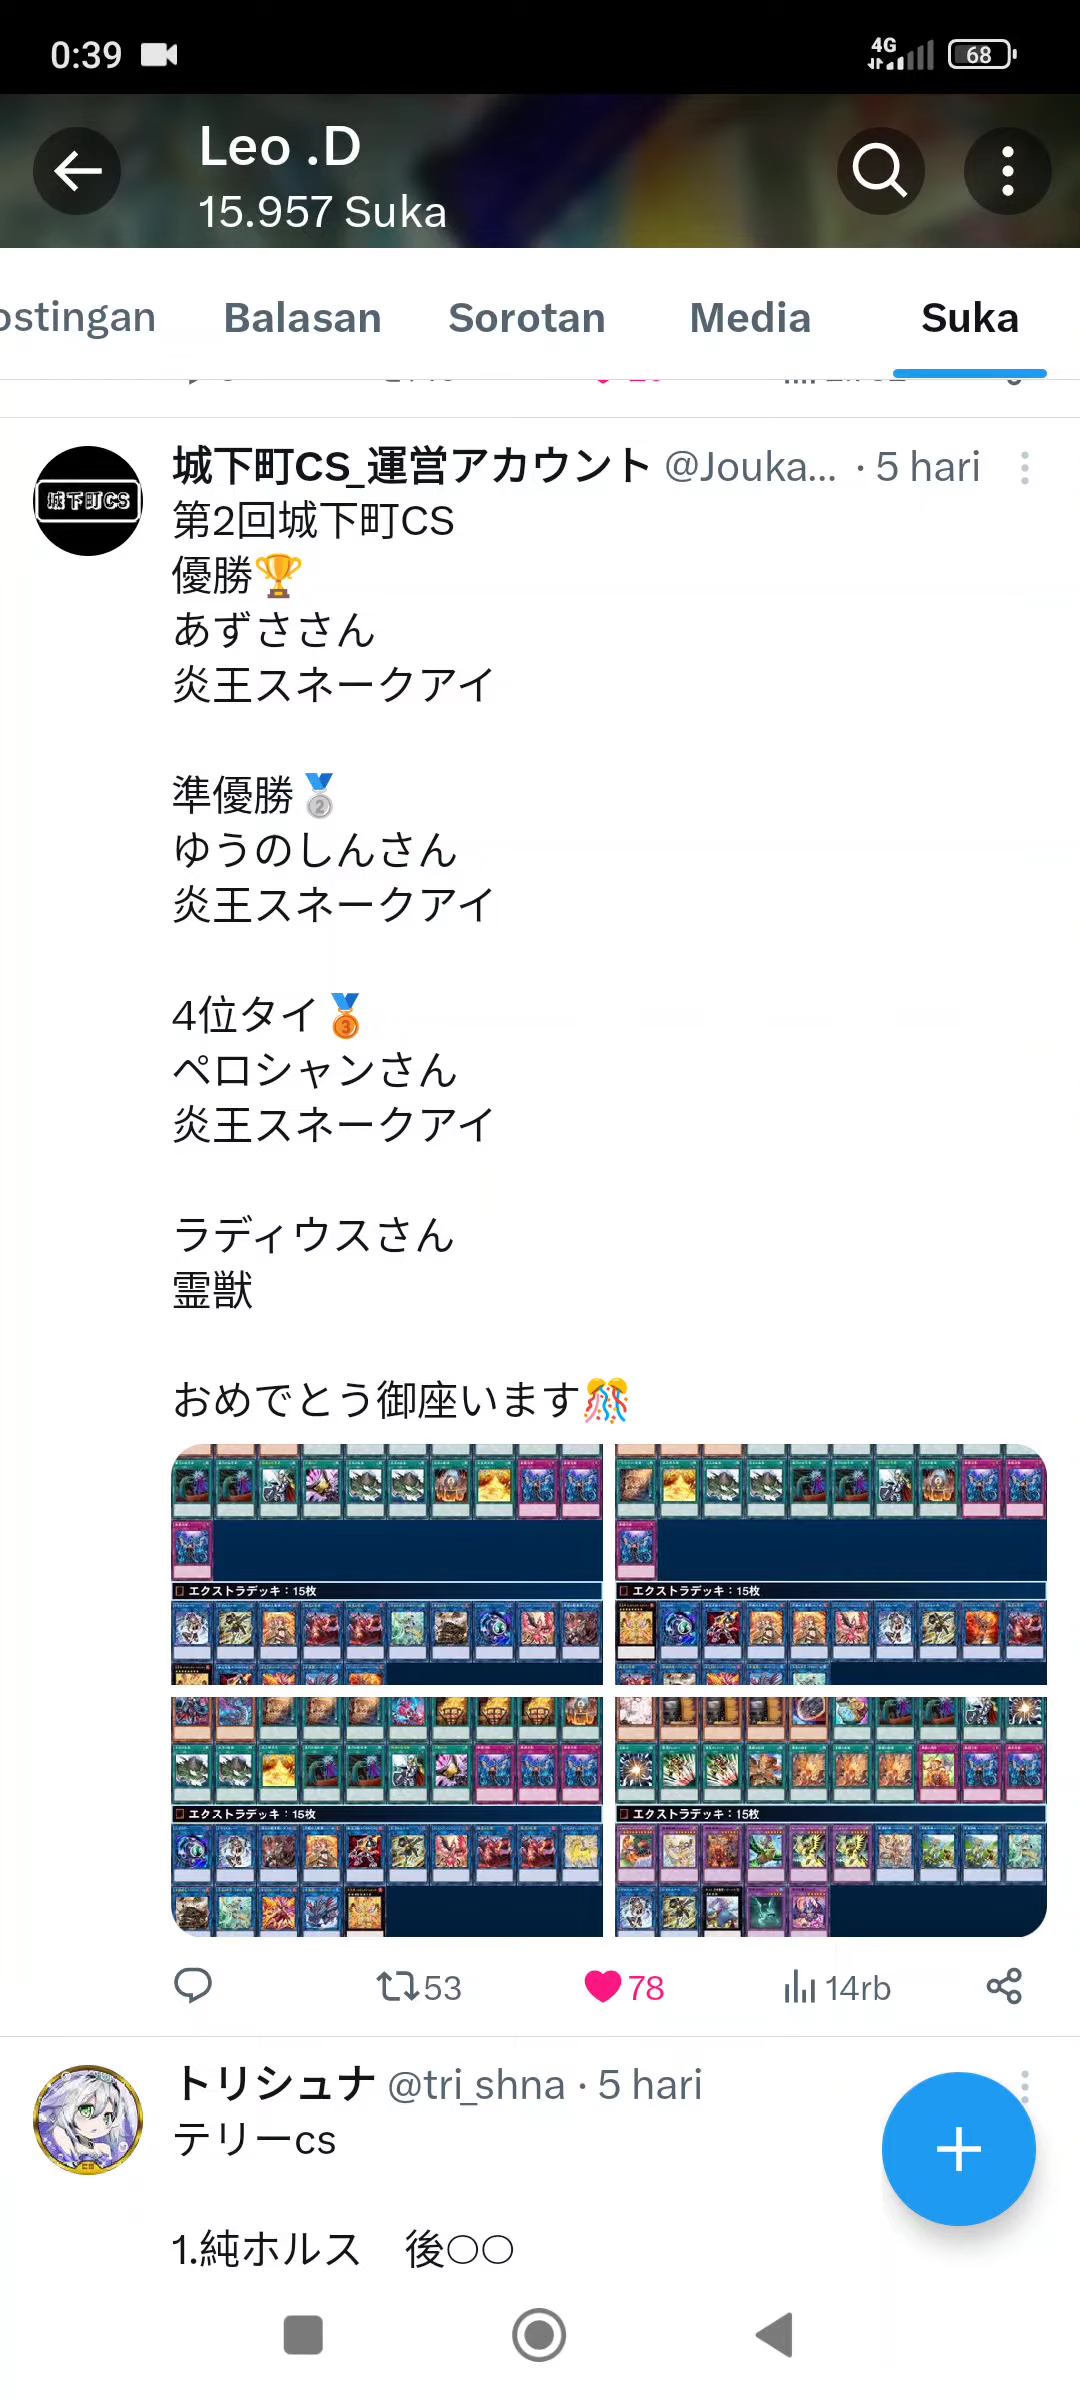 0:39
4G
68
Leo .D
15.957 Suka
ostingan Balasan Sorotan Media Suka
城下町CS_運営アカウント @Jouka... · 5 hari
城下町CS
第2回城下町CS
優勝🏆
あずささん
炎王スネークアイ
準優勝🥈
ゆうのしんさん
炎王スネークアイ
4位タイ🥉
ペロシャンさん
炎王スネークアイ
ラディウスさん
霊獣
おめでとう御座います🎊
エクストラデッキ：15枚
エクストラデッキ：15枚
エクストラデッキ：15枚
エクストラデッキ：15枚
53 78 14rb
トリシュナ @tri_shna · 5 hari
テリーcs
1.純ホルス　後○○